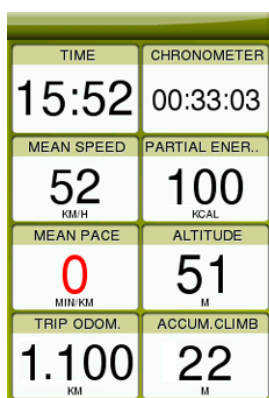 TIME CHRONOMETER
15:52 00:33:03
MEAN SPEED PARTIAL ENER..
52 100
KM/H KCAL
MEAN PACE ALTITUDE
0 51
MIN/KM M
TRIP ODOM. ACCUM.CLIMB
1.100 22
KM M